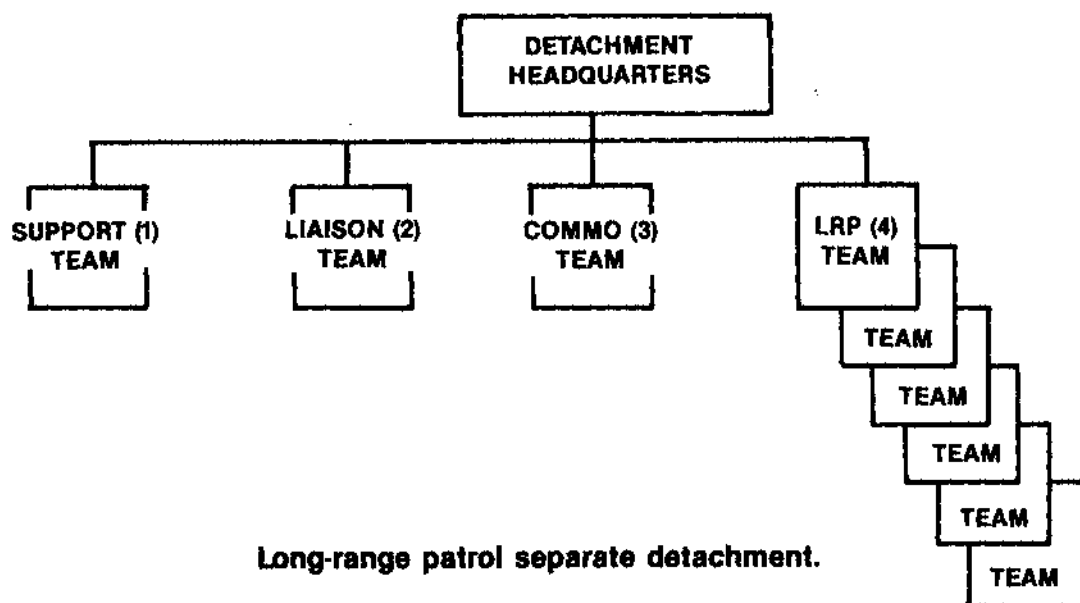 DETACHMENT
HEADQUARTERS
SUPPORT (1)
TEAM
LIAISON (2)
TEAM
COMMO (3)
TEAM
LRP (4)
TEAM
TEAM
TEAM
TEAM
TEAM
TEAM
Long-range patrol separate detachment.